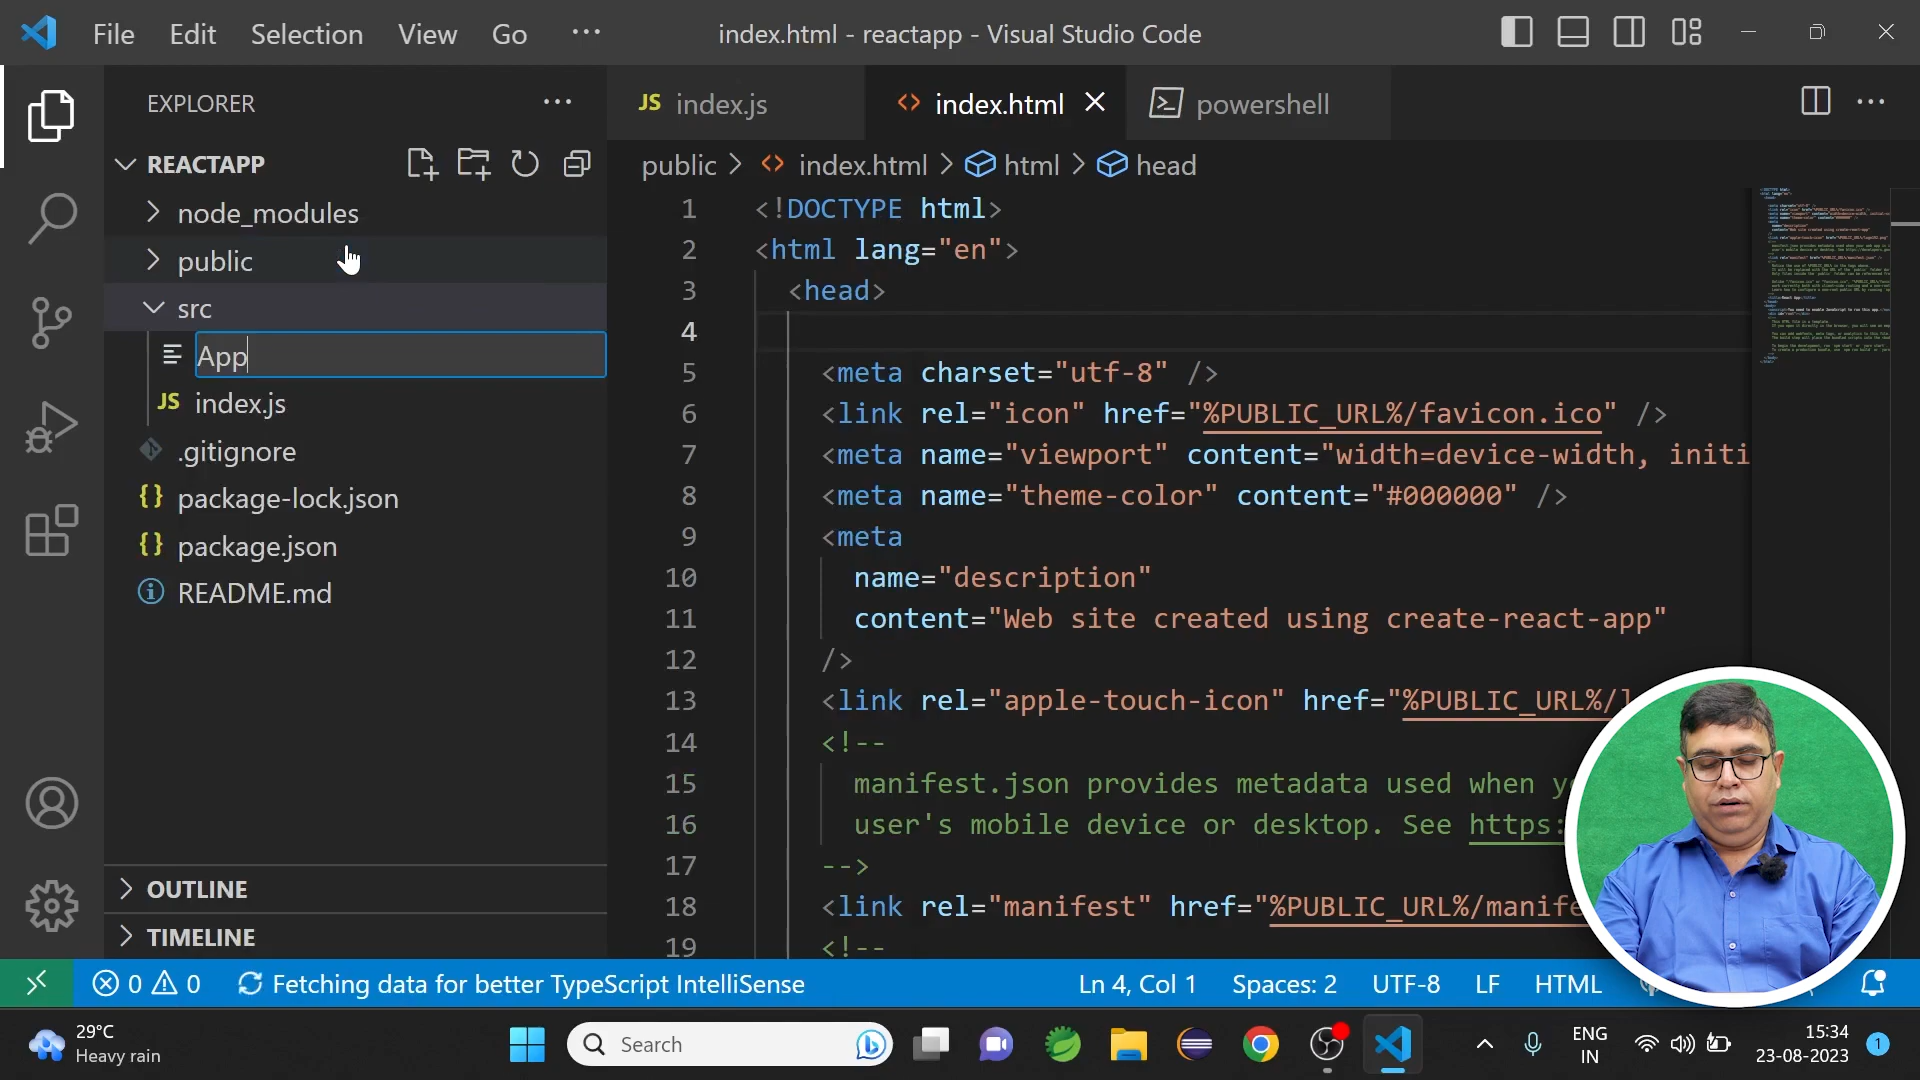 File Edit Selection View Go ··· index.html - reactapp - Visual Studio Code
EXPLORER ···
JS index.js
index.html
powershell
REACTAPP
public > index.html > html > head
node_modules
public
src
App
JS index.js
.gitignore
{} package-lock.json
{} package.json
README.md
OUTLINE
TIMELINE
1 <!DOCTYPE html>
2 <html lang="en">
3 <head>
4
5 <meta charset="utf-8" />
6 <link rel="icon" href="%PUBLIC_URL%/favicon.ico" />
7 <meta name="viewport" content="width=device-width, initi
8 <meta name="theme-color" content="#000000" />
9 <meta
10 name="description"
11 content="Web site created using create-react-app"
12 />
13 <link rel="apple-touch-icon" href="%PUBLIC_URL%/l
14 <!--
15 manifest.json provides metadata used when y
16 user's mobile device or desktop. See https:
17 -->
18 <link rel="manifest" href="%PUBLIC_URL%/manife
19 <!--
0 0 Fetching data for better TypeScript IntelliSense Ln 4, Col 1 Spaces: 2 UTF-8 LF HTML
29°C
Heavy rain
Search
ENG
IN
15:34
23-08-2023
1